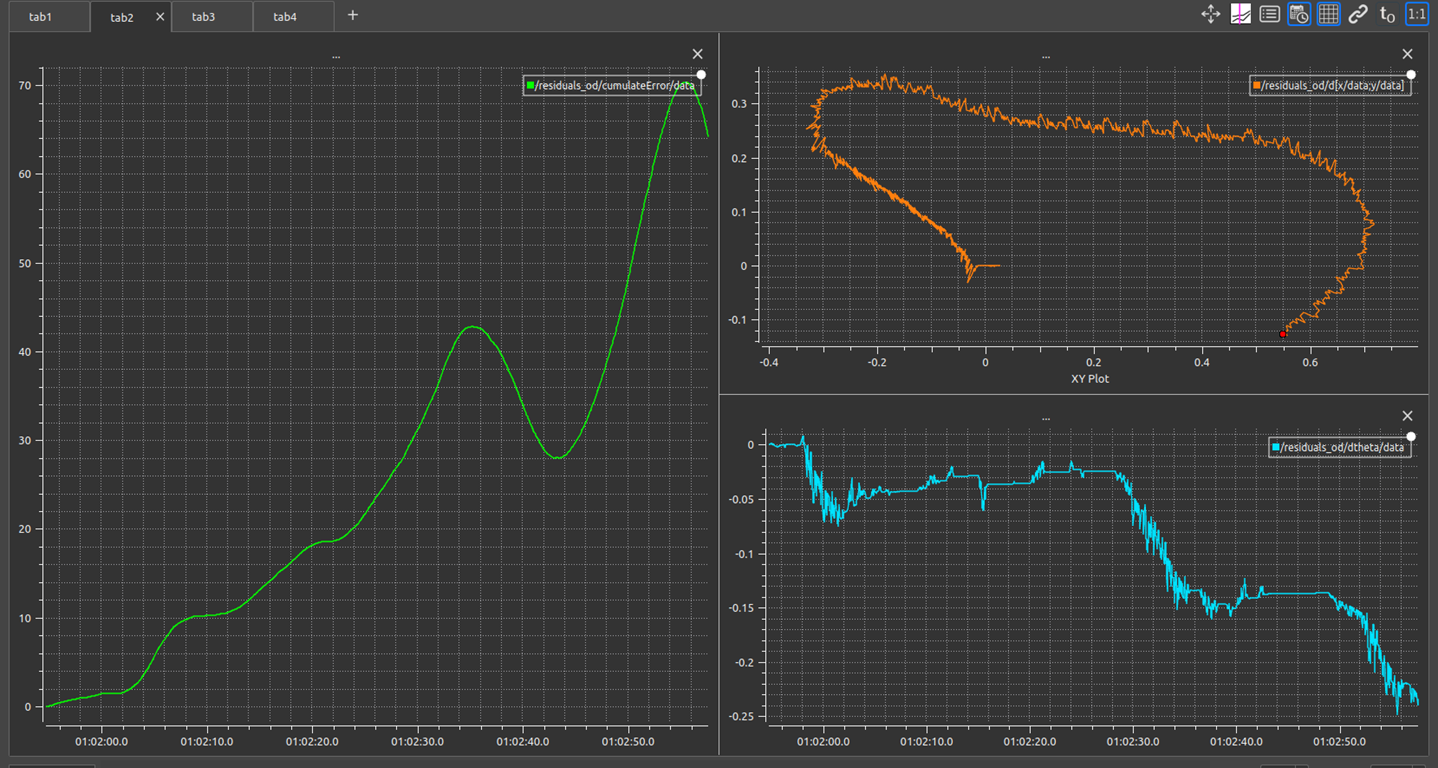 tab1 tab2 × tab3 tab4 +
to 1:1
...
/residuals_od/cumulateError/data
70
60
50
40
30
20
10
0
01:02:00.0 01:02:10.0 01:02:20.0 01:02:30.0 01:02:40.0 01:02:50.0
...
/residuals_od/d[x/data;y/data]
0.3
0.2
0.1
0
-0.1
-0.4 -0.2 0 0.2 0.4 0.6
XY Plot
...
/residuals_od/dtheta/data
0
-0.05
-0.1
-0.15
-0.2
-0.25
01:02:00.0 01:02:10.0 01:02:20.0 01:02:30.0 01:02:40.0 01:02:50.0